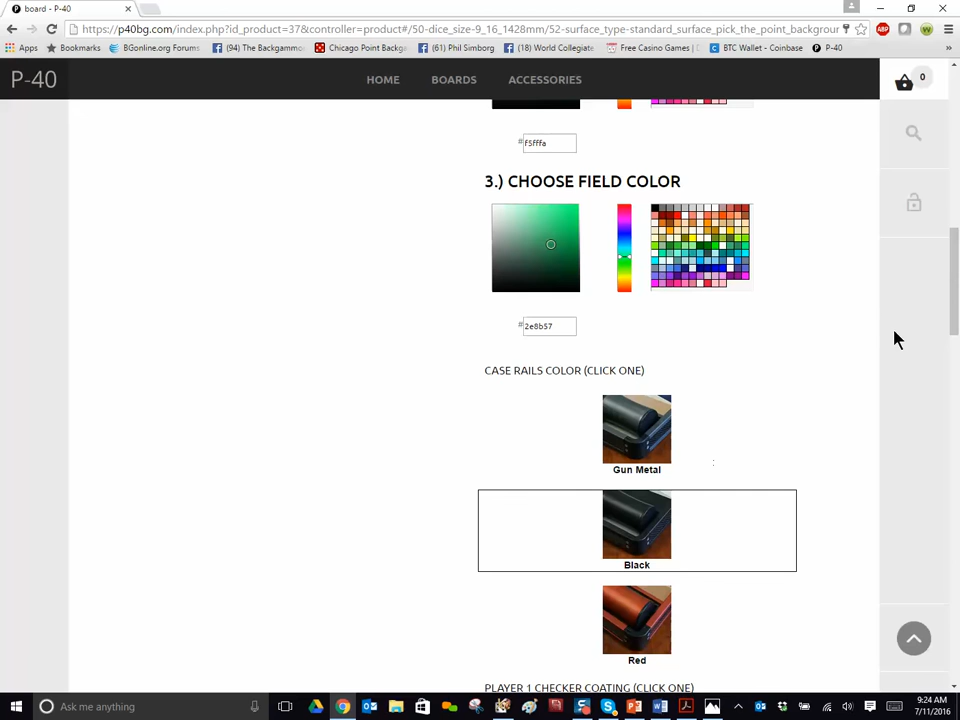 board - P-40
https://p40bg.com/index.php?id_product=37&controller=product#/50-dice_size-9_16_1428mm/52-surface_type-standard_surface_pick_the_point_backgroun
Apps Bookmarks BGonline.org Forums (94) The Backgammo Chicago Point Backga (61) Phil Simborg (18) World Collegiate Free Casino Games | BTC Wallet - Coinbase P-40 »
P-40 HOME BOARDS ACCESSORIES 0
# f5fffa
3.) CHOOSE FIELD COLOR
# 2e8b57
CASE RAILS COLOR (CLICK ONE)
Gun Metal
Black
Red
PLAYER 1 CHECKER COATING (CLICK ONE)
Ask me anything
9:24 AM
7/11/2016